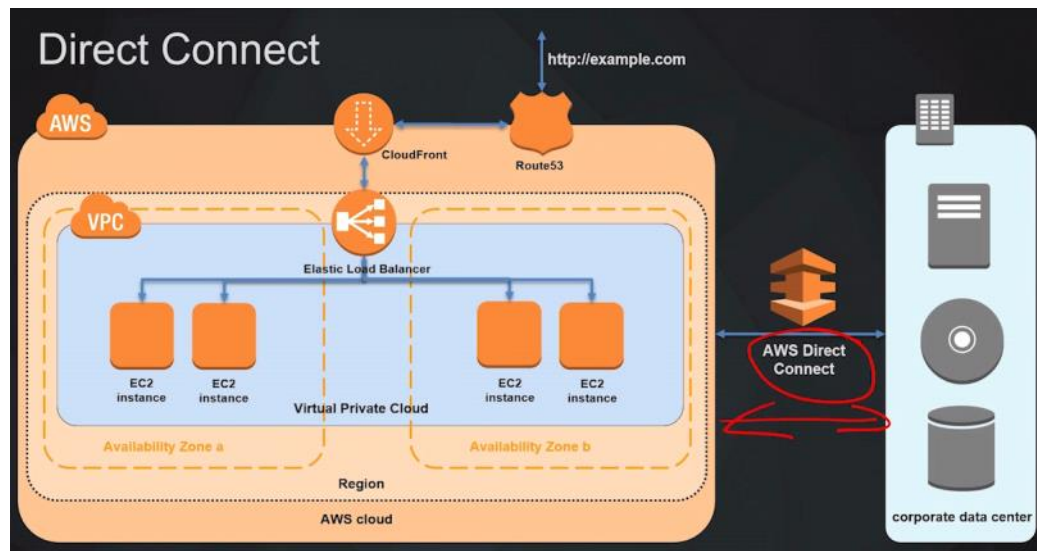 Direct Connect
http://example.com
AWS
CloudFront
Route53
VPC
Elastic Load Balancer
EC2
instance
EC2
instance
EC2
instance
EC2
instance
Virtual Private Cloud
Availability Zone a
Availability Zone b
Region
AWS cloud
AWS Direct
Connect
corporate data center